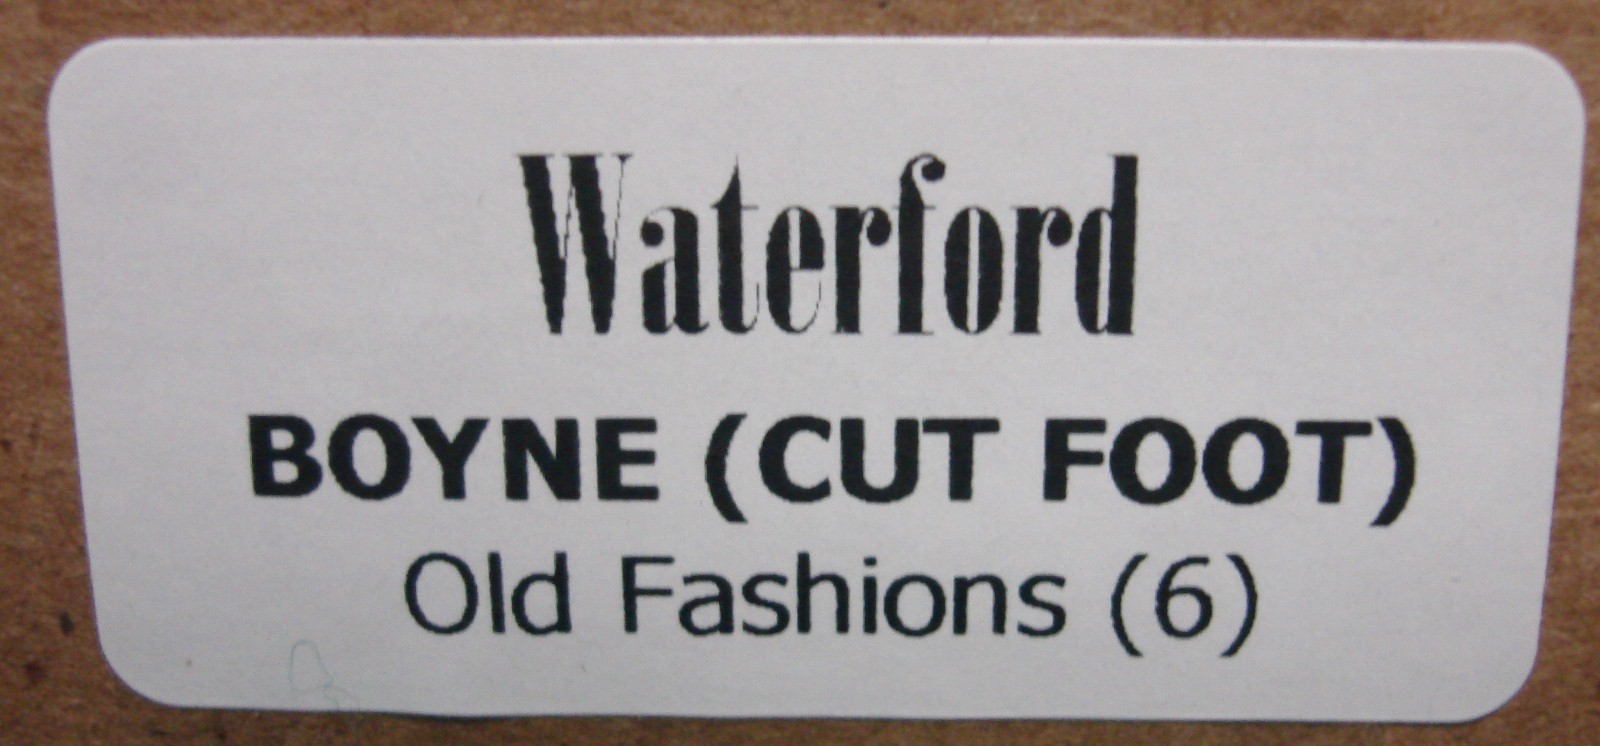 Waterford
BOYNE (CUT FOOT)
Old Fashions (6)